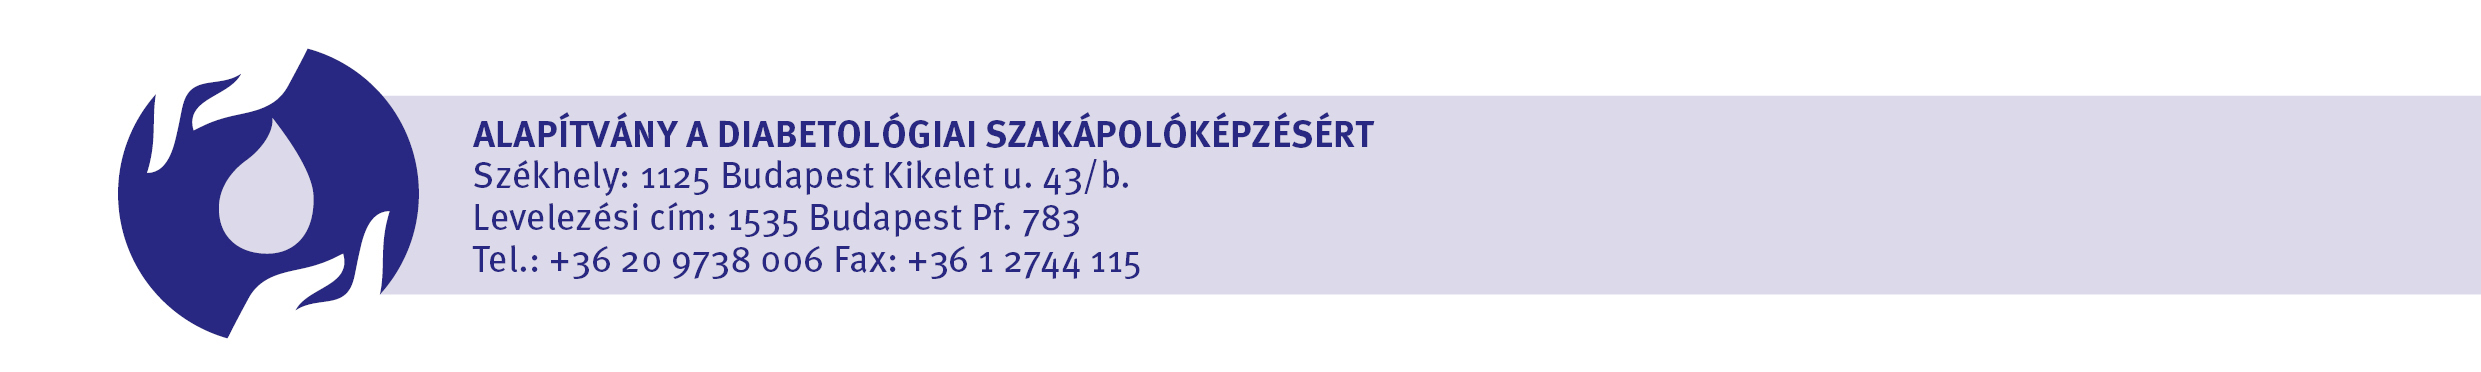 ALAPÍTVÁNY A DIABETOLÓGIAI SZAKÁPOLÓKÉPZÉSÉRT
Székhely: 1125 Budapest Kikelet u. 43/b.
Levelezési cím: 1535 Budapest Pf. 783
Tel.: +36 20 9738 006 Fax: +36 1 2744 115